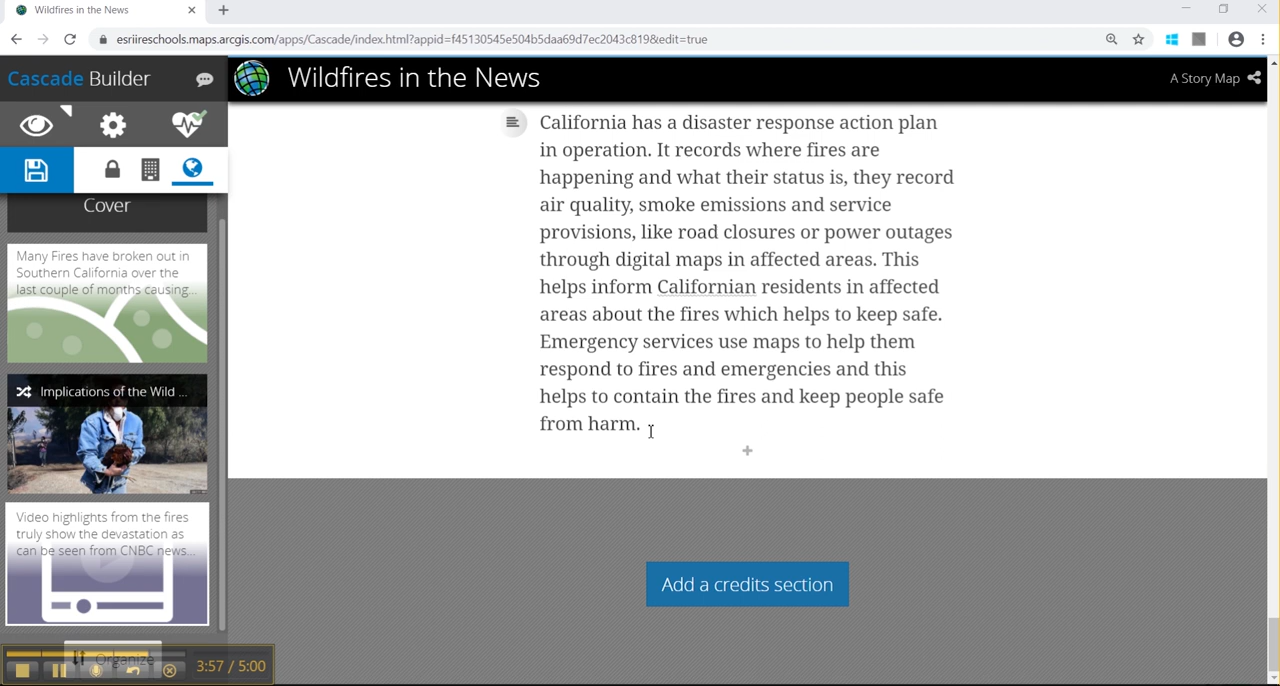 Wildfires in the News
esriireschools.maps.arcgis.com/apps/Cascade/index.html?appid=f45130545e504b5daa69d7ec2043c819&edit=true
Cascade Builder
Wildfires in the News
A Story Map
Cover
Many Fires have broken out in
Southern California over the
last couple of months causing...
Implications of the Wild ...
Video highlights from the fires
truly show the devastation as
can be seen from CNBC news...
Organize
3:57 / 5:00
California has a disaster response action plan
in operation. It records where fires are
happening and what their status is, they record
air quality, smoke emissions and service
provisions, like road closures or power outages
through digital maps in affected areas. This
helps inform Californian residents in affected
areas about the fires which helps to keep safe.
Emergency services use maps to help them
respond to fires and emergencies and this
helps to contain the fires and keep people safe
from harm.
Add a credits section